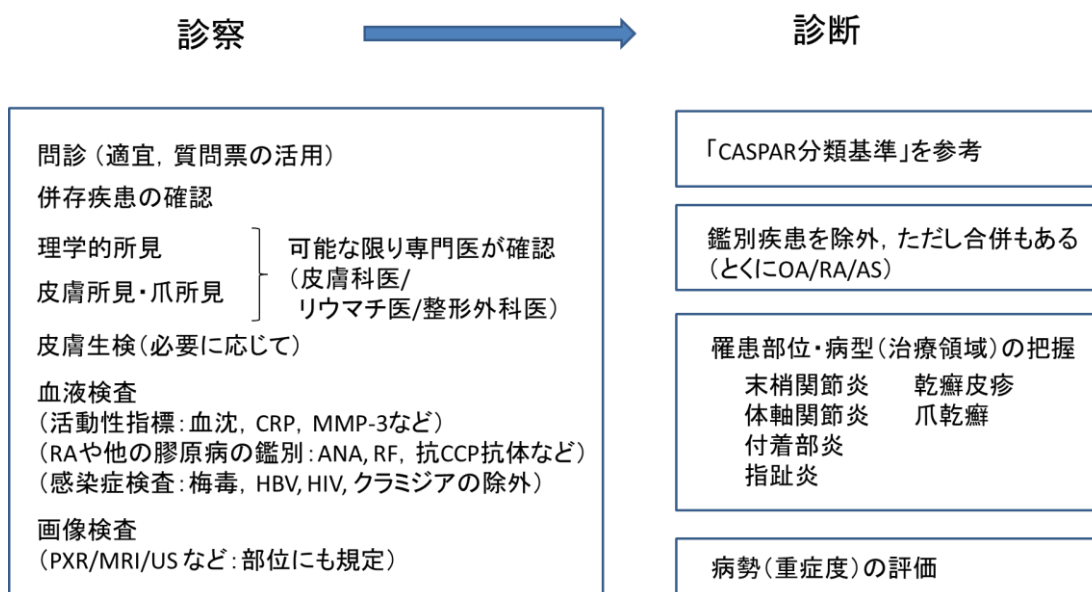 診察
診断
問診（適宜，質問票の活用）
併存疾患の確認
理学的所見
皮膚所見・爪所見
可能な限り専門医が確認
（皮膚科医/
リウマチ医/整形外科医）
皮膚生検（必要に応じて）
血液検査
（活動性指標：血沈，CRP，MMP-3など）
（RAや他の膠原病の鑑別：ANA, RF，抗CCP抗体など）
（感染症検査：梅毒，HBV, HIV, クラミジアの除外）
画像検査
（PXR/MRI/US など：部位にも規定）
「CASPAR分類基準」を参考
鑑別疾患を除外，ただし合併もある
（とくにOA/RA/AS）
罹患部位・病型（治療領域）の把握
末梢関節炎　乾癬皮疹
体軸関節炎　爪乾癬
付着部炎
指趾炎
病勢（重症度）の評価